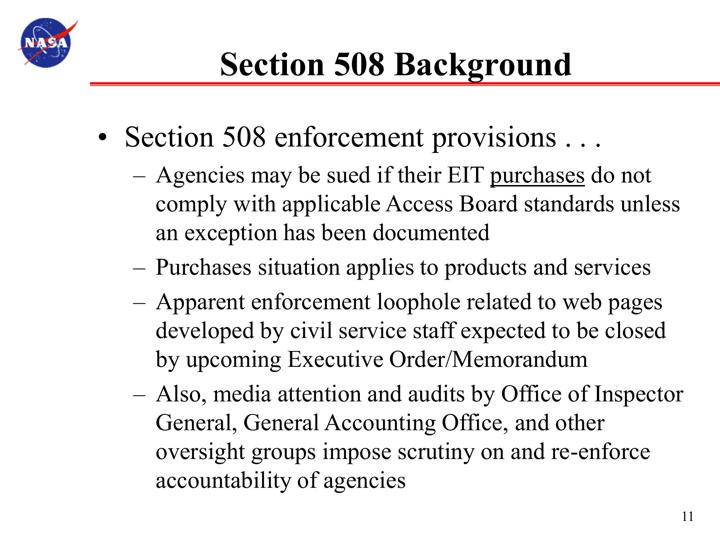 NASA
Section 508 Background
• Section 508 enforcement provisions . . .
– Agencies may be sued if their EIT purchases do not
comply with applicable Access Board standards unless
an exception has been documented
– Purchases situation applies to products and services
– Apparent enforcement loophole related to web pages
developed by civil service staff expected to be closed
by upcoming Executive Order/Memorandum
– Also, media attention and audits by Office of Inspector
General, General Accounting Office, and other
oversight groups impose scrutiny on and re-enforce
accountability of agencies
11